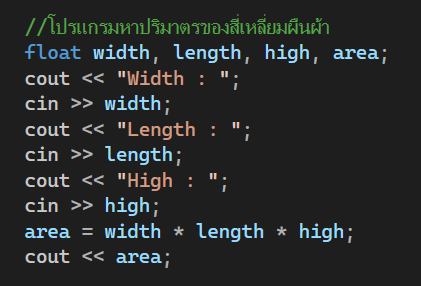 //โปรแกรมหาปริมาตรของสี่เหลี่ยมผืนผ้า
float width, length, high, area;
cout << "Width : ";
cin >> width;
cout << "Length : ";
cin >> length;
cout << "High : ";
cin >> high;
area = width * length * high;
cout << area;